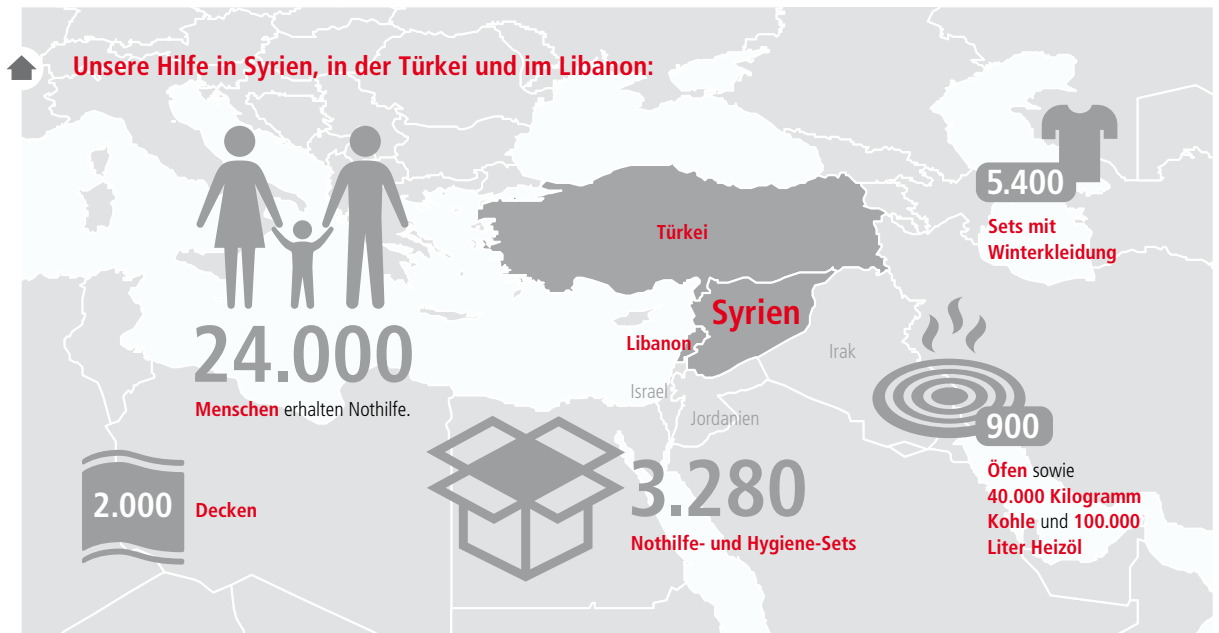 Unsere Hilfe in Syrien, in der Türkei und im Libanon:
24.000
Menschen erhalten Nothilfe.
2.000
Decken
3.280
Nothilfe- und Hygiene-Sets
5.400
Sets mit
Winterkleidung
900
Öfen sowie
40.000 Kilogramm
Kohle und 100.000
Liter Heizöl
Türkei
Syrien
Libanon
Irak
Israel
Jordanien